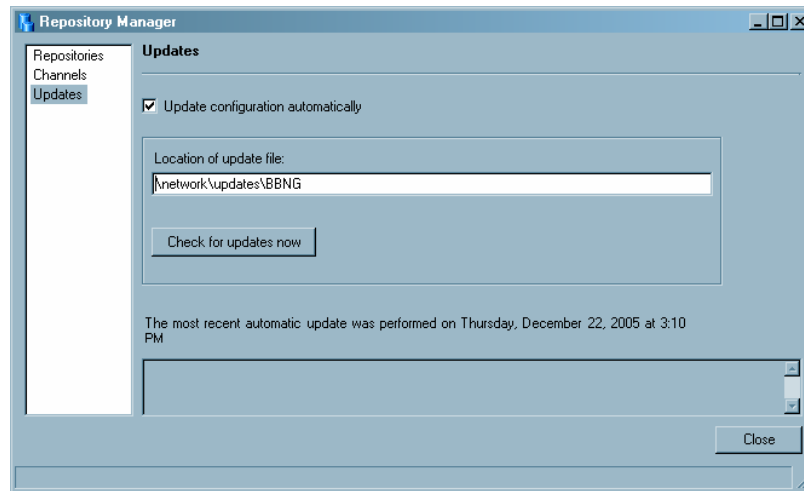 Repository Manager
Repositories
Channels
Updates
Updates
Update configuration automatically
Location of update file:
\network\updates\BBNG
Check for updates now
The most recent automatic update was performed on Thursday, December 22, 2005 at 3:10
PM
Close